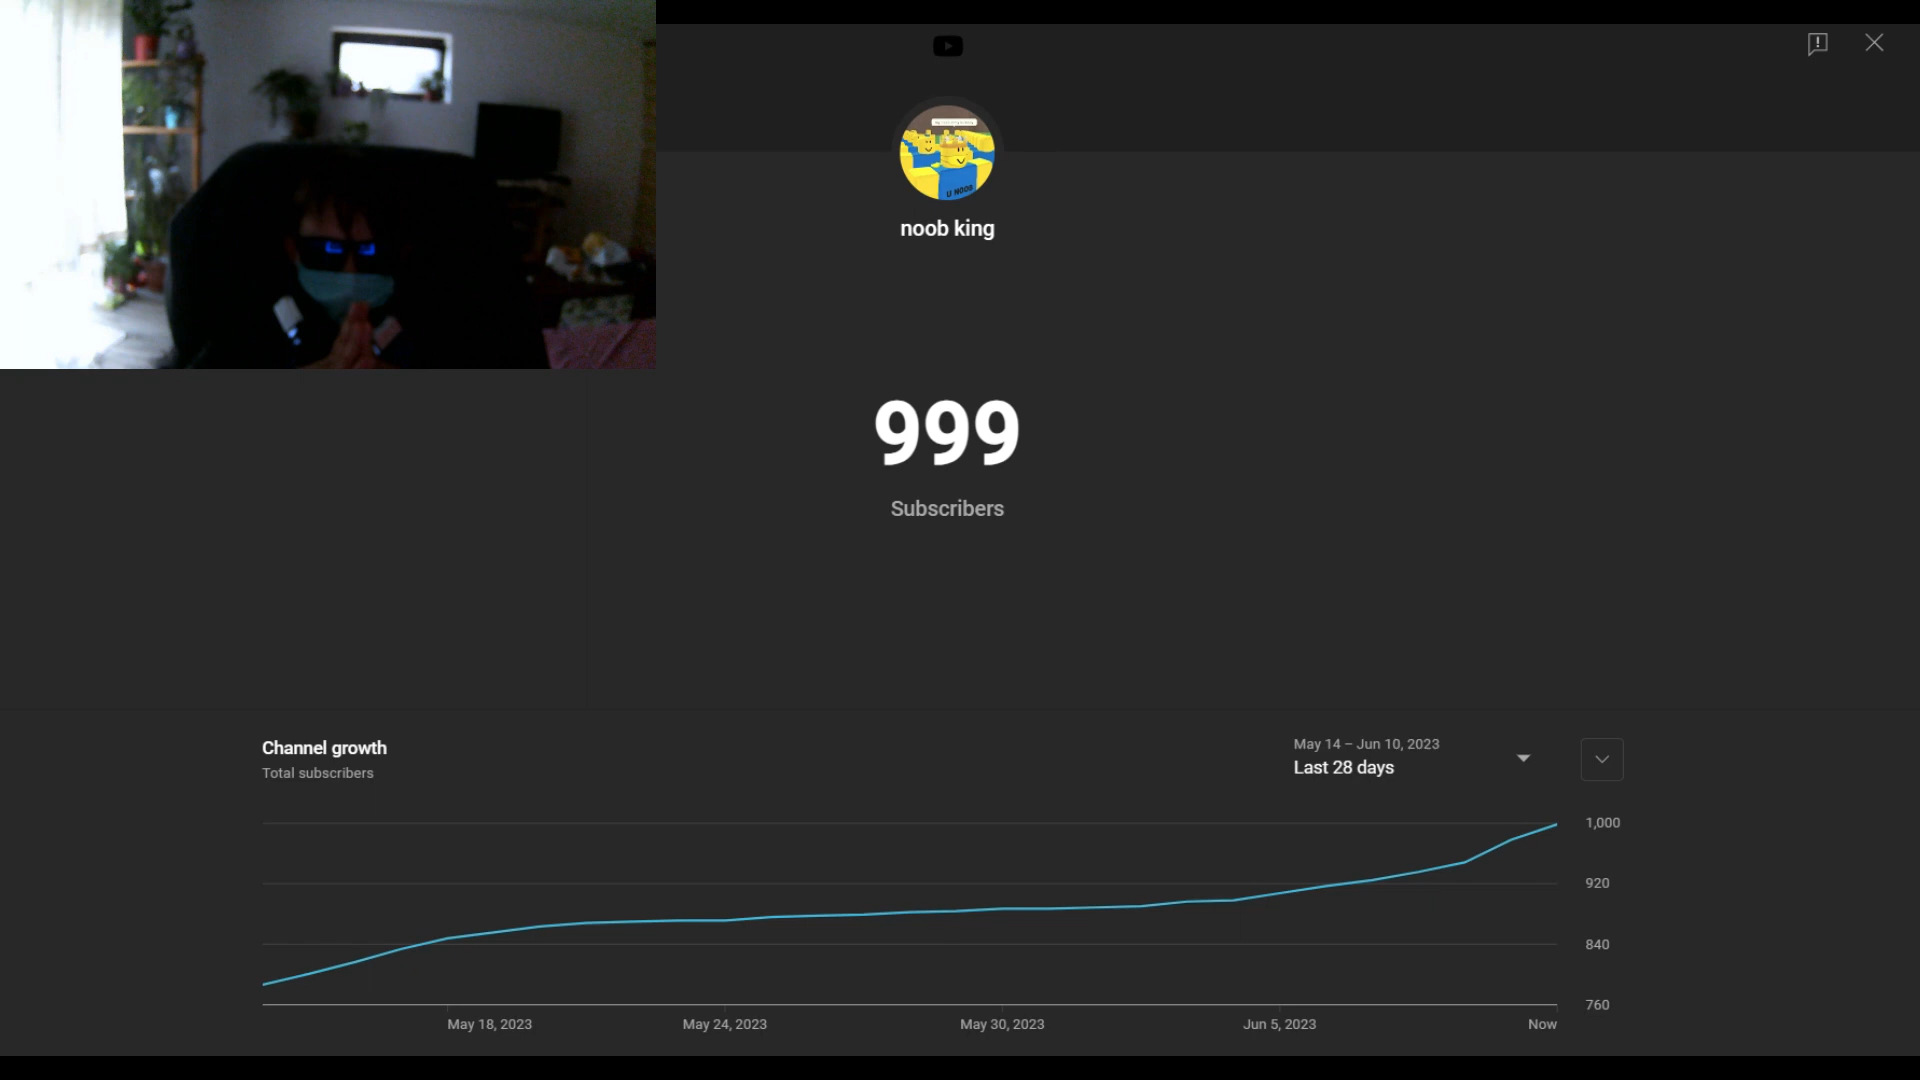 U NOOB
noob king
999
Subscribers
Channel growth
Total subscribers
May 14 – Jun 10, 2023
Last 28 days
1,000
920
840
760
May 18, 2023
May 24, 2023
May 30, 2023
Jun 5, 2023
Now